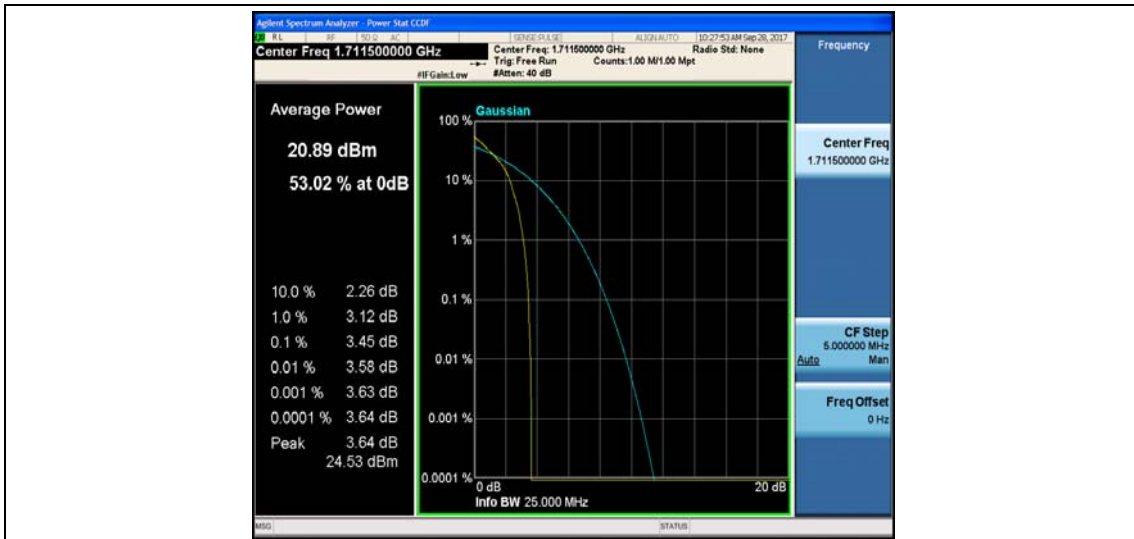 Agilent Spectrum Analyzer - Power Stat CCDF
RL RF 50 Ω AC SENSE:PULSE ALIGNAUTO 10:27:53 AM Sep 28, 2017
Center Freq 1.711500000 GHz
Center Freq: 1.711500000 GHz Radio Std: None
Trig: Free Run Counts:1.00 M/1.00 Mpt
#IFGain:Low #Atten: 40 dB
Frequency
Average Power
20.89 dBm
53.02 % at 0dB
10.0 % 2.26 dB
1.0 % 3.12 dB
0.1 % 3.45 dB
0.01 % 3.58 dB
0.001 % 3.63 dB
0.0001 % 3.64 dB
Peak 3.64 dB
24.53 dBm
Gaussian
100 %
10 %
1 %
0.1 %
0.01 %
0.001 %
0.0001 %
0 dB 20 dB
Info BW 25.000 MHz
Center Freq
1.711500000 GHz
CF Step
5.000000 MHz
Auto Man
Freq Offset
0 Hz
MSG STATUS